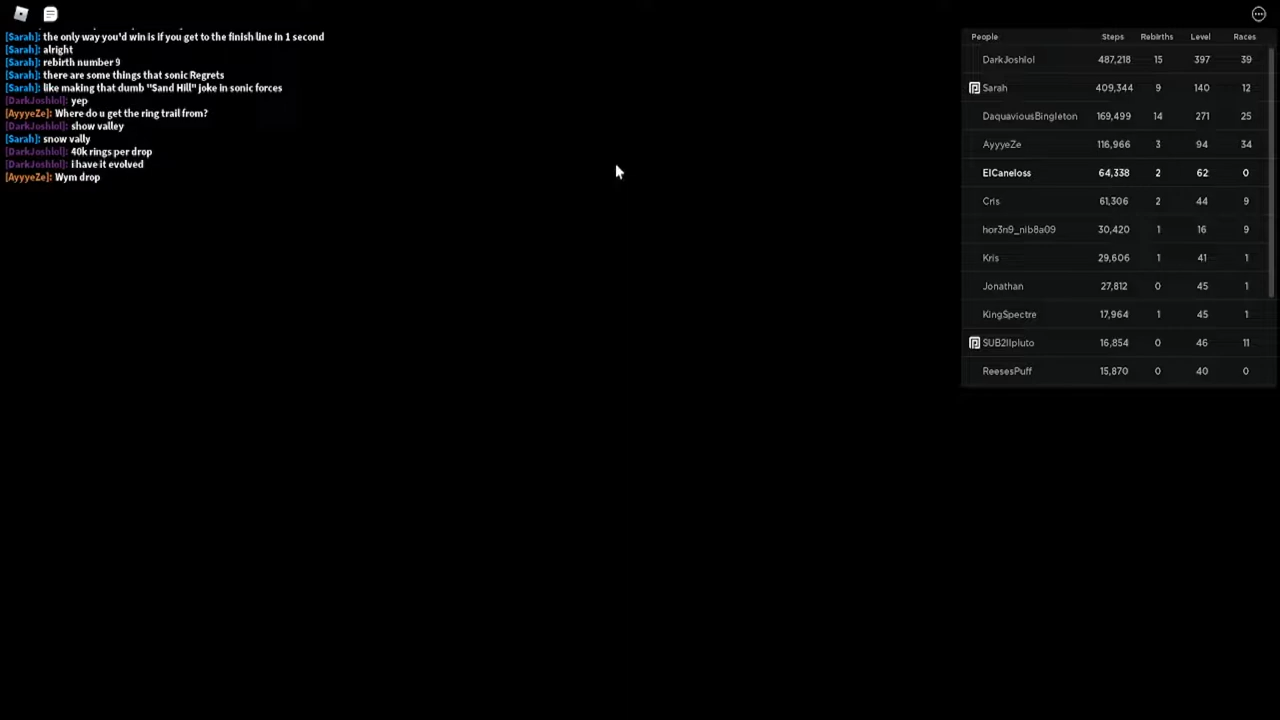 [Sarah]: the only way you'd win is if you get to the finish line in 1 second
[Sarah]: alright
[Sarah]: rebirth number 9
[Sarah]: there are some things that sonic Regrets
[Sarah]: like making that dumb "Sand Hill" joke in sonic forces
[DarkJoshlol]: yep
[AyyyeZe]: Where do u get the ring trail from?
[DarkJoshlol]: show valley
[Sarah]: snow vally
[DarkJoshlol]: 40k rings per drop
[DarkJoshlol]: i have it evolved
[AyyyeZe]: Wym drop
People Steps Rebirths Level Races
DarkJoshlol 487,218 15 397 39
Sarah 409,344 9 140 12
DaquaviousBingleton 169,499 14 271 25
AyyyeZe 116,966 3 94 34
ElCaneloss 64,338 2 62 0
Cris 61,306 2 44 9
hor3n9_nib8a09 30,420 1 16 9
Kris 29,606 1 41 1
Jonathan 27,812 0 45 1
KingSpectre 17,964 1 45 1
SUB2IIpluto 16,854 0 46 11
ReesesPuff 15,870 0 40 0